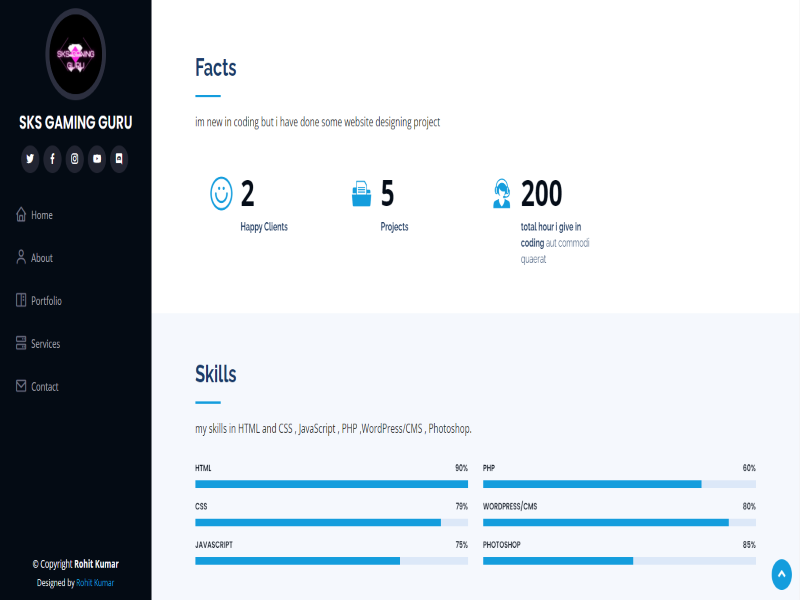 SKS GAMING
GURU
SKS GAMING GURU
Home
About
Portfolio
Services
Contact
© Copyright Rohit Kumar
Designed by Rohit Kumar
Facts
im new in coding but i have done some website designing project
2
Happy Clients
5
Projects
200
total hour i give in
coding aut commodi
quaerat
Skills
my skills in HTML and CSS , JavaScript , PHP ,WordPress/CMS , Photoshop.
HTML 90%
CSS 79%
JAVASCRIPT 75%
PHP 60%
WORDPRESS/CMS 80%
PHOTOSHOP 85%